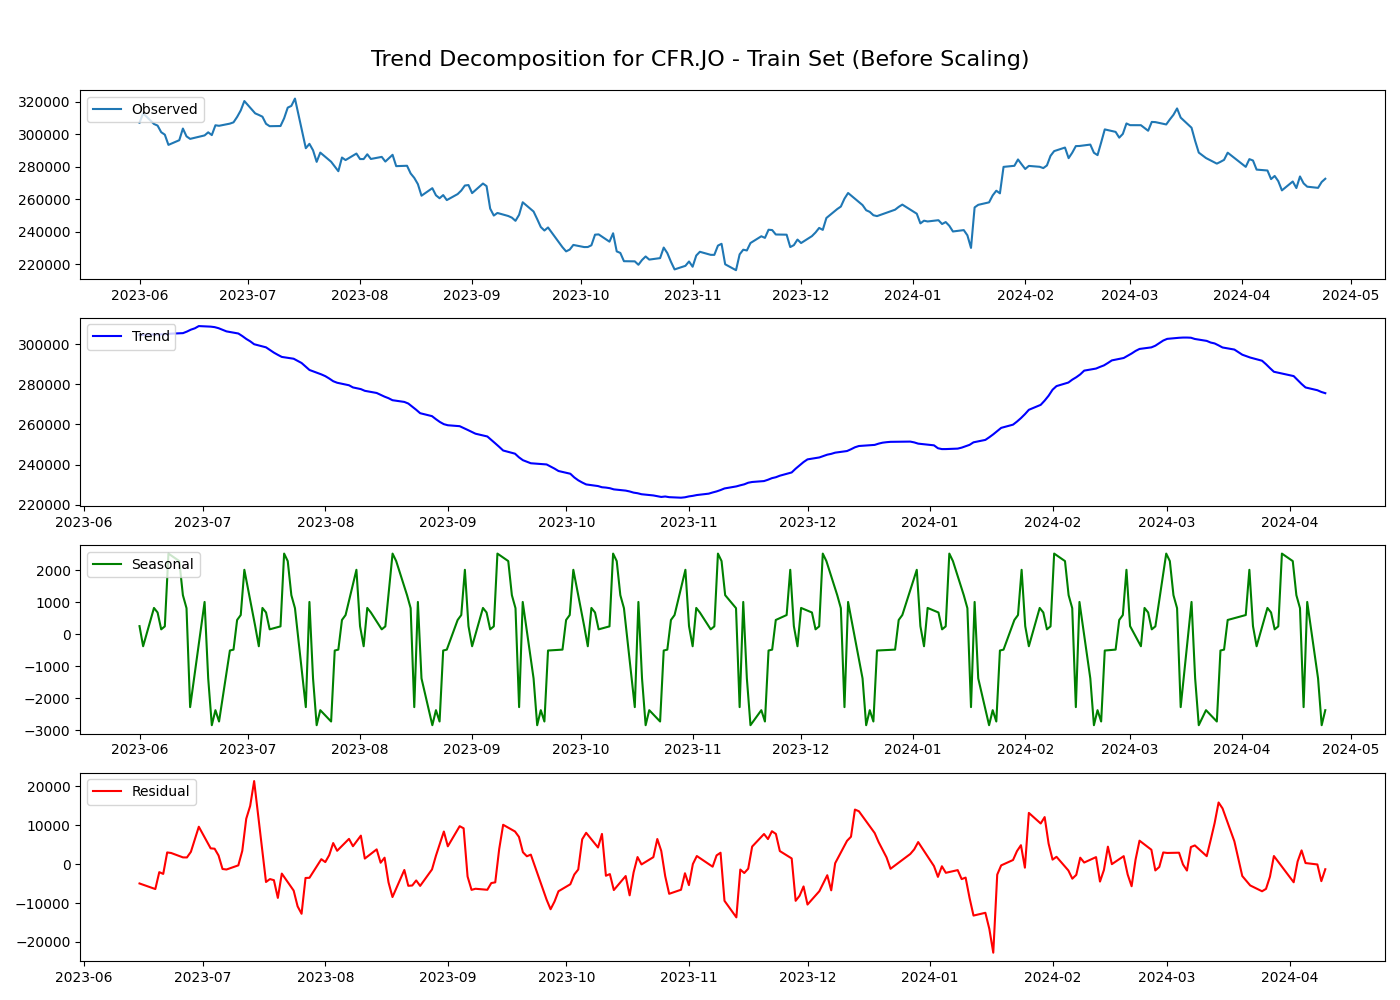 Trend Decomposition for CFR.JO - Train Set (Before Scaling)
Observed
320000
300000
280000
260000
240000
220000
2023-06 2023-07 2023-08 2023-09 2023-10 2023-11 2023-12 2024-01 2024-02 2024-03 2024-04 2024-05
Trend
300000
280000
260000
240000
220000
2023-06 2023-07 2023-08 2023-09 2023-10 2023-11 2023-12 2024-01 2024-02 2024-03 2024-04
Seasonal
2000
1000
0
−1000
−2000
−3000
2023-06 2023-07 2023-08 2023-09 2023-10 2023-11 2023-12 2024-01 2024-02 2024-03 2024-04 2024-05
Residual
20000
10000
0
−10000
−20000
2023-06 2023-07 2023-08 2023-09 2023-10 2023-11 2023-12 2024-01 2024-02 2024-03 2024-04